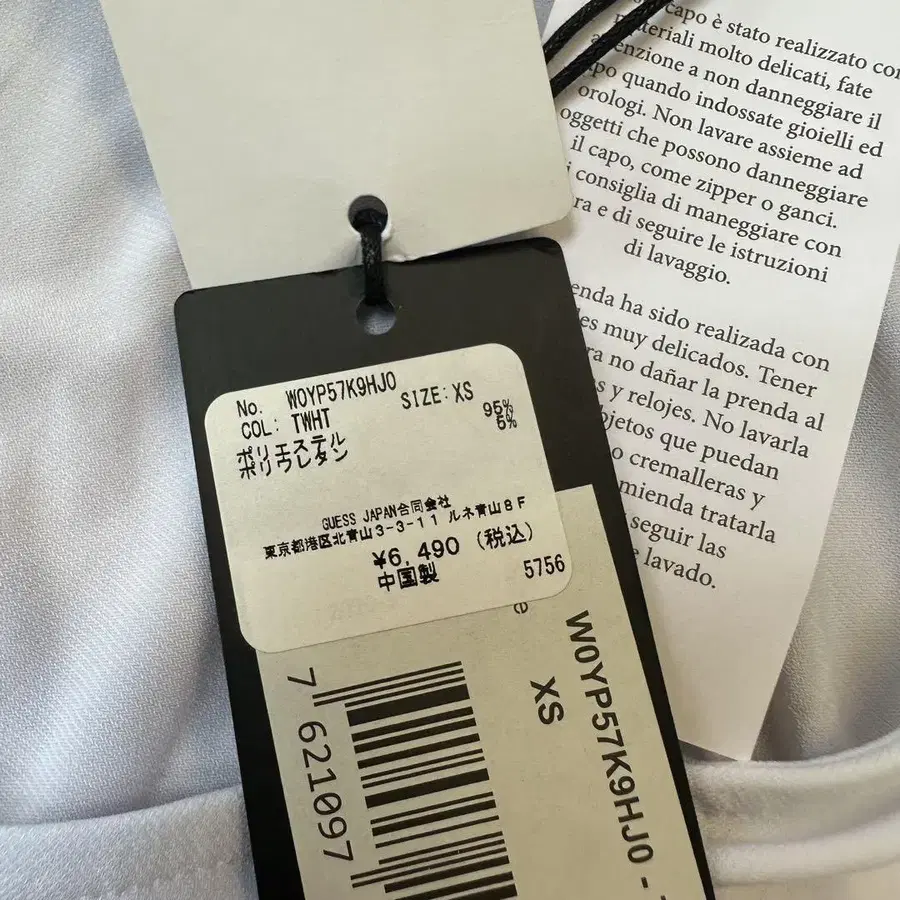 capo è stato realizzato con
materiali molto delicati, fate
attenzione a non danneggiare il
capo quando indossate gioielli ed
orologi. Non lavare assieme ad
oggetti che possono danneggiare
il capo, come zipper o ganci.
i consiglia di maneggiare con
ra e di seguire le istruzioni
di lavaggio.
enda ha sido realizada con
es muy delicados. Tener
ra no dañar la prenda al
s y relojes. No lavarla
bjetos que puedan
o cremalleras y
mienda tratarla
seguir las
e lavado.
No. W0YP57K9HJ0
COL: TWHT SIZE: XS
ポリエステル 95%
ポリウレタン 5%
GUESS JAPAN合同会社
東京都港区北青山3-3-11 ルネ青山8F
¥6,490 (税込)
中国製 5756
e
W0YP57K9HJ0 -
XS
7 621097